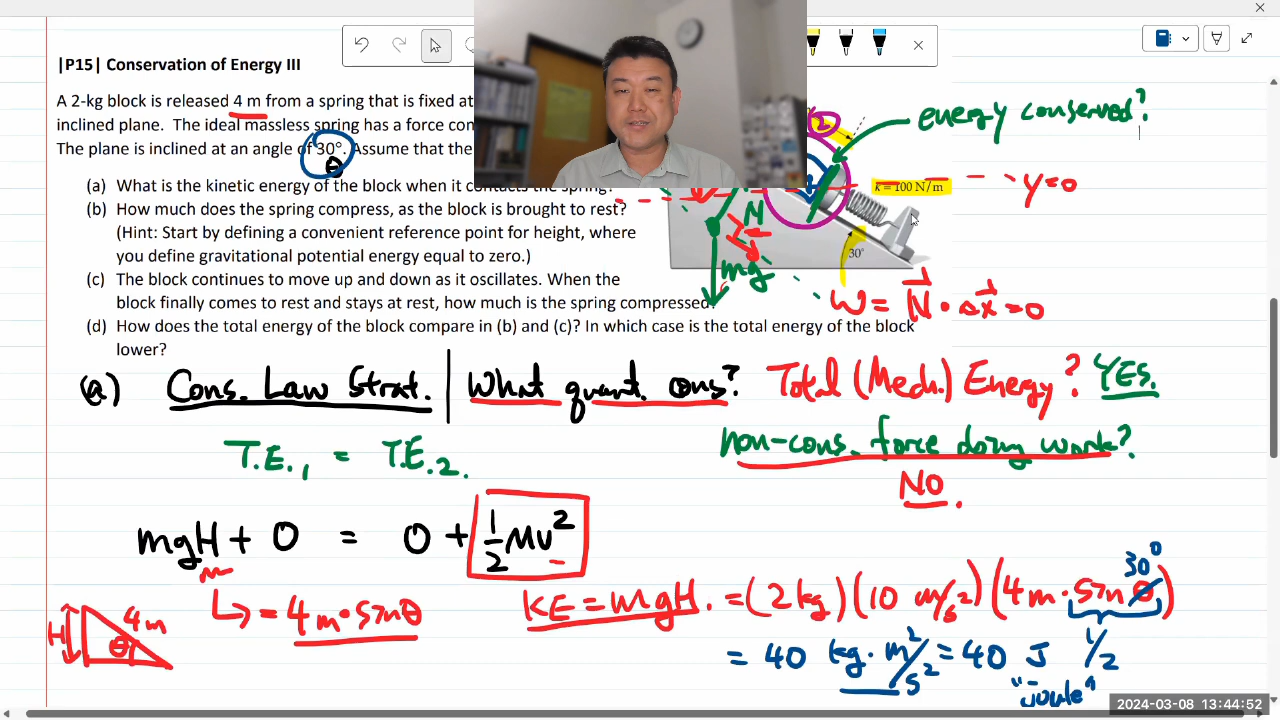 |P15| Conservation of Energy III
A 2-kg block is released 4 m from a spring that is fixed at
inclined plane. The ideal massless spring has a force con
The plane is inclined at an angle of 30°. Assume that the
θ
(a) What is the kinetic energy of the block when it contacts the spring?
(b) How much does the spring compress, as the block is brought to rest?
(Hint: Start by defining a convenient reference point for height, where
you define gravitational potential energy equal to zero.)
(c) The block continues to move up and down as it oscillates. When the
block finally comes to rest and stays at rest, how much is the spring compressed?
(d) How does the total energy of the block compare in (b) and (c)? In which case is the total energy of the block
lower?
2
energy conserved?
k = 100 N/m
y=0
N
30°
mg
W = N · Δx = 0
(a) Cons. Law Strat. | What quant. cons? Total (Mech.) Energy? YES.
T.E.1 = T.E.2.
non-cons. force doing work?
NO.
mgH + 0 = 0 + 1/2 Mv²
H 4m θ
↳ = 4m·sinθ
KE = mgH. = (2 kg)(10 m/s²)(4m·sin θ)
30°
1/2
= 40 kg·m²/s² = 40 J
"Joule"
2024-03-08 13:44:52